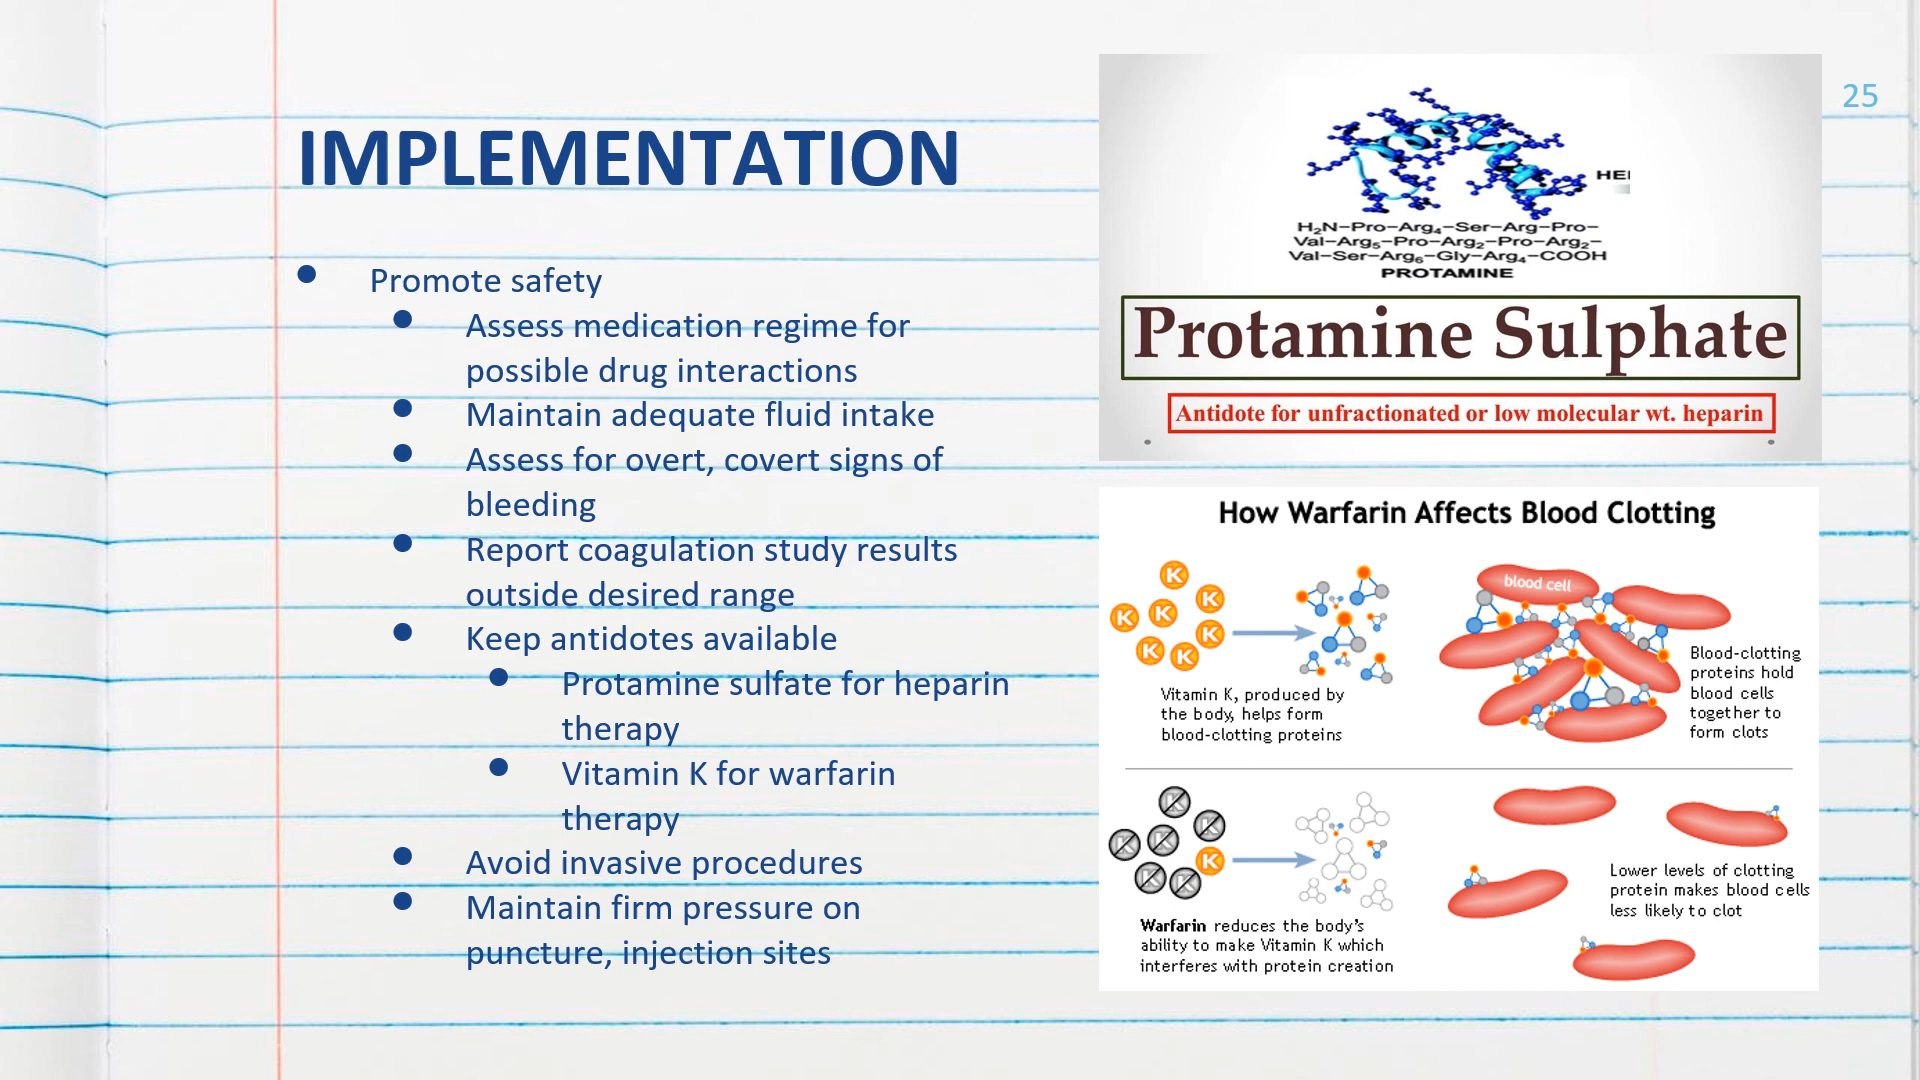 25
IMPLEMENTATION
Promote safety
Assess medication regime for
possible drug interactions
Maintain adequate fluid intake
Assess for overt, covert signs of
bleeding
Report coagulation study results
outside desired range
Keep antidotes available
Protamine sulfate for heparin
therapy
Vitamin K for warfarin
therapy
Avoid invasive procedures
Maintain firm pressure on
puncture, injection sites
H₂N–Pro–Arg₄–Ser–Arg–Pro–
Val–Arg₅–Pro–Arg₂–Pro–Arg₂–
Val–Ser–Arg₆–Gly–Arg₄–COOH
PROTAMINE
Protamine Sulphate
Antidote for unfractionated or low molecular wt. heparin
How Warfarin Affects Blood Clotting
K
K
K
K
K
K
K
blood cell
Vitamin K, produced by
the body, helps form
blood-clotting proteins
Blood-clotting
proteins hold
blood cells
together to
form clots
K
K
K
K
K
K
K
Warfarin reduces the body's
ability to make Vitamin K which
interferes with protein creation
Lower levels of clotting
protein makes blood cells
less likely to clot